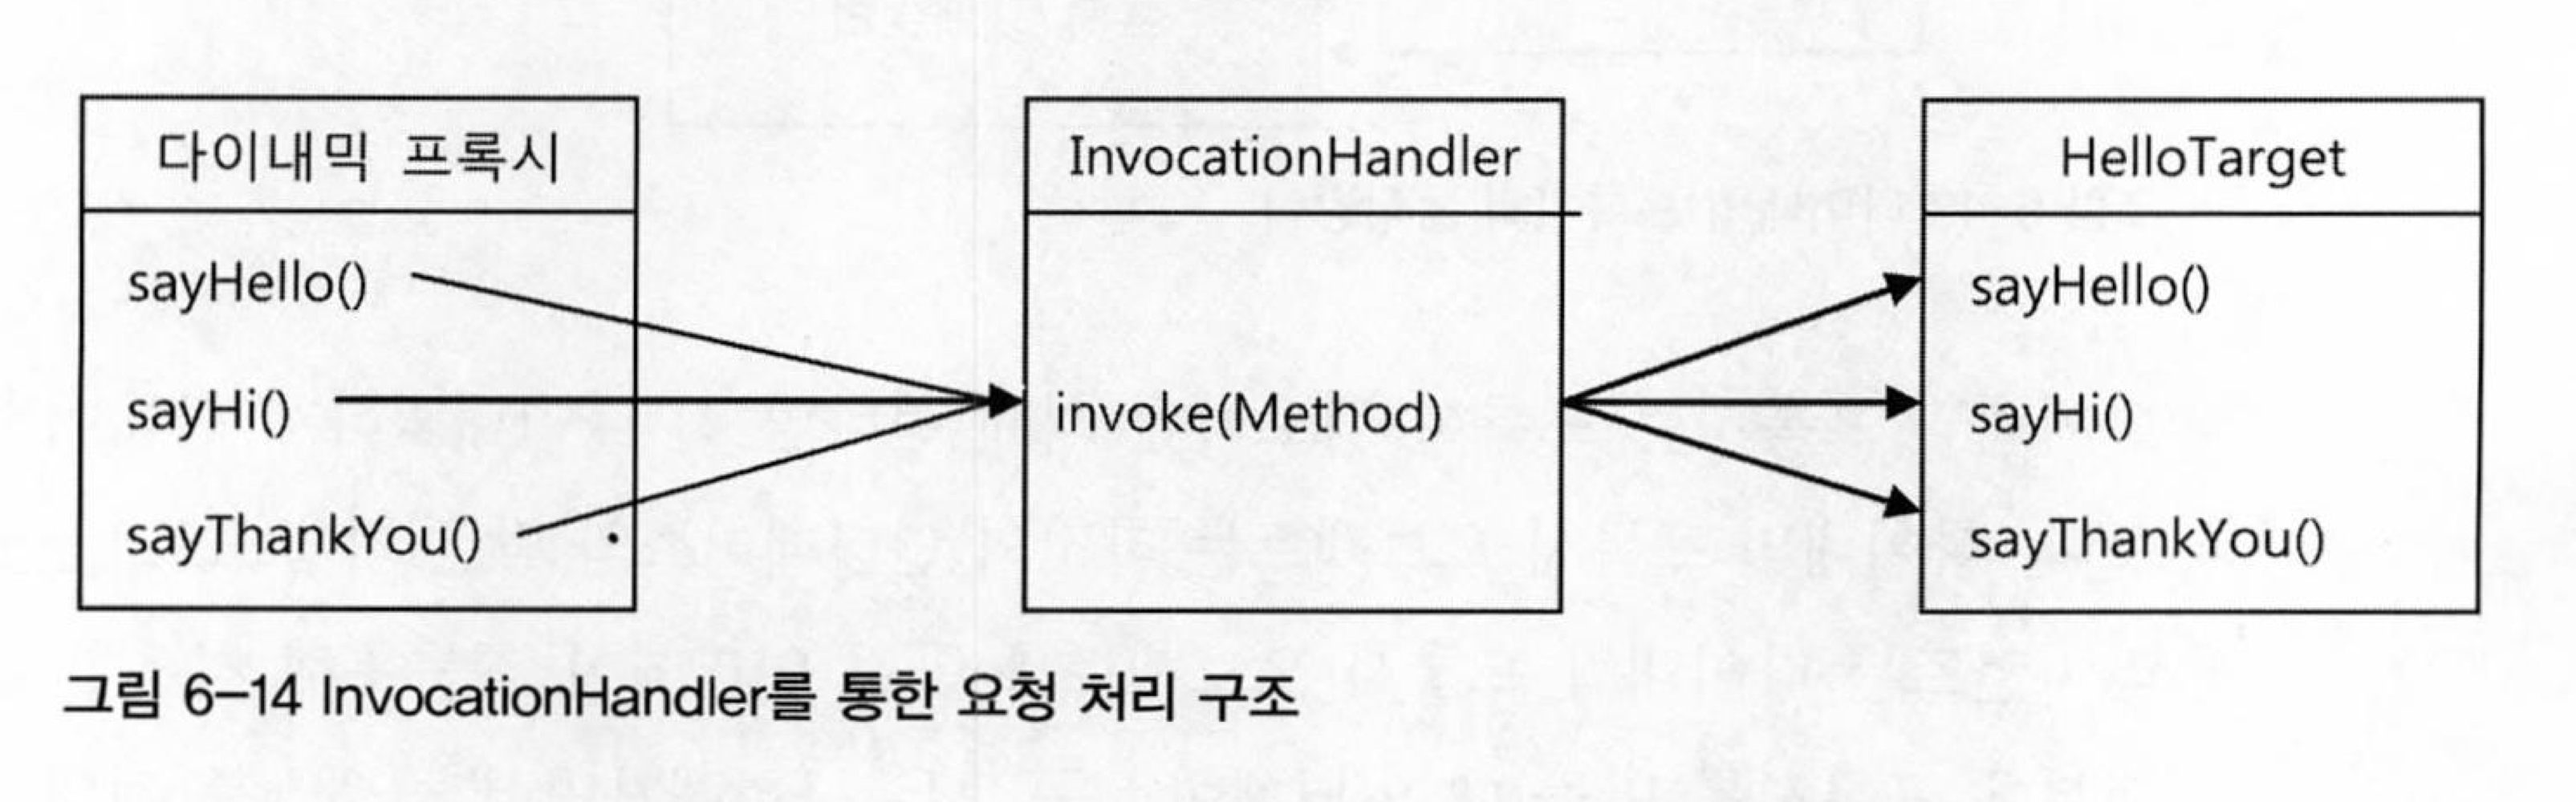 다이내믹 프록시
sayHello()
sayHi()
sayThankYou()
InvocationHandler
invoke(Method)
HelloTarget
sayHello()
sayHi()
sayThankYou()
그림 6-14 InvocationHandler를 통한 요청 처리 구조